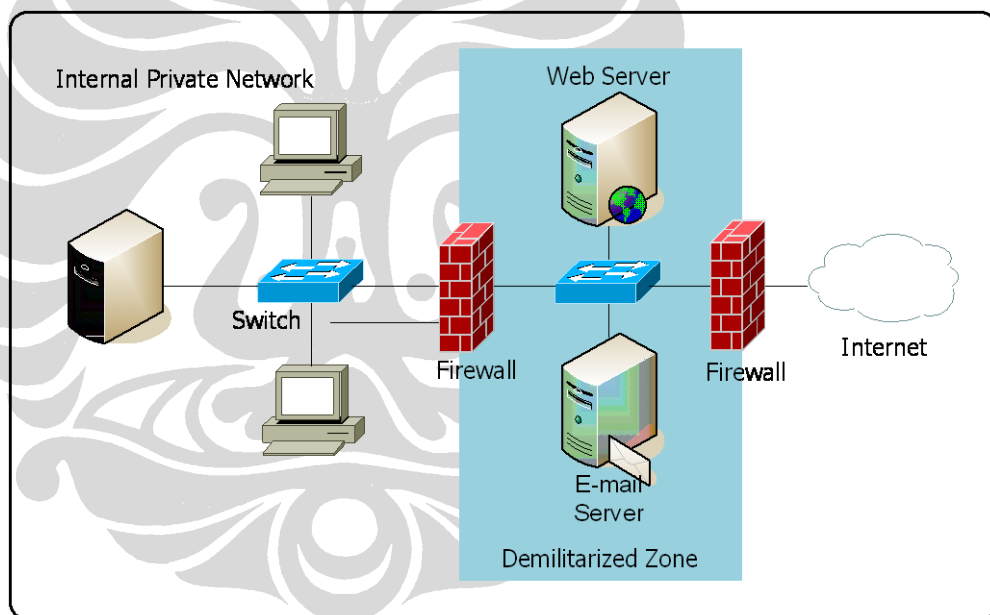 Web Server
Internal Private Network
Switch
Firewall
Firewall
Internet
E-mail
Server
Demilitarized Zone